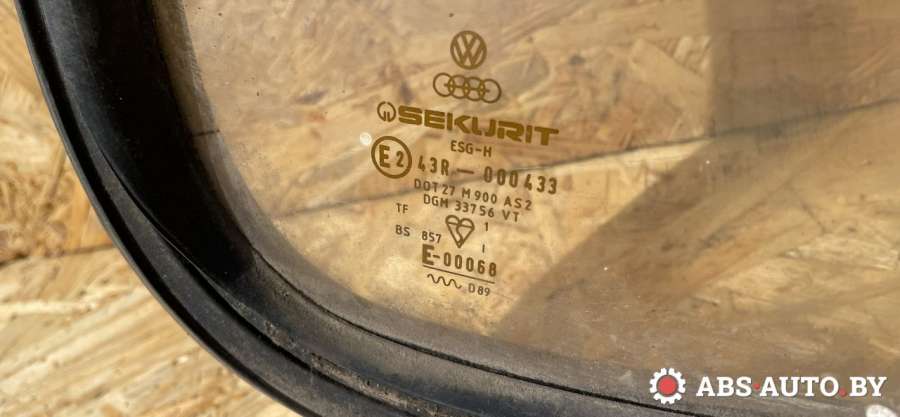 SEKURIT
ESG-H
E2 43R — 000433
DOT 27 M 900 AS2
DGM 33756 VT
TF 1
BS 857 I
E-00068
D89
ABS-AUTO.BY